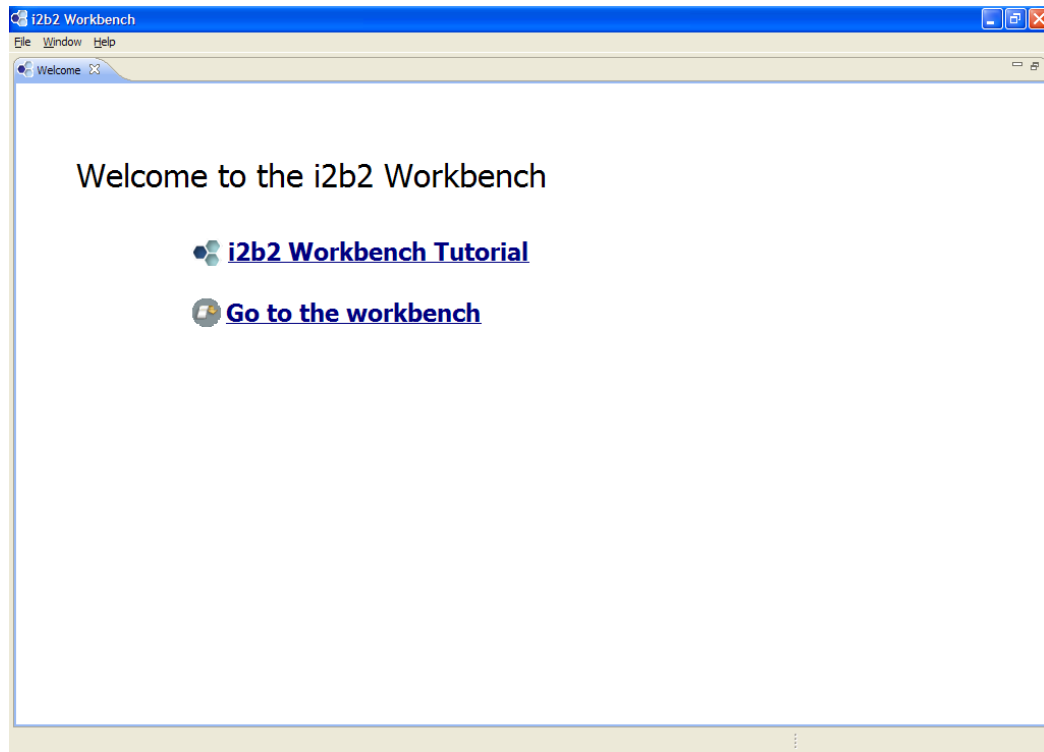 i2b2 Workbench
File Window Help
Welcome
Welcome to the i2b2 Workbench
i2b2 Workbench Tutorial
Go to the workbench